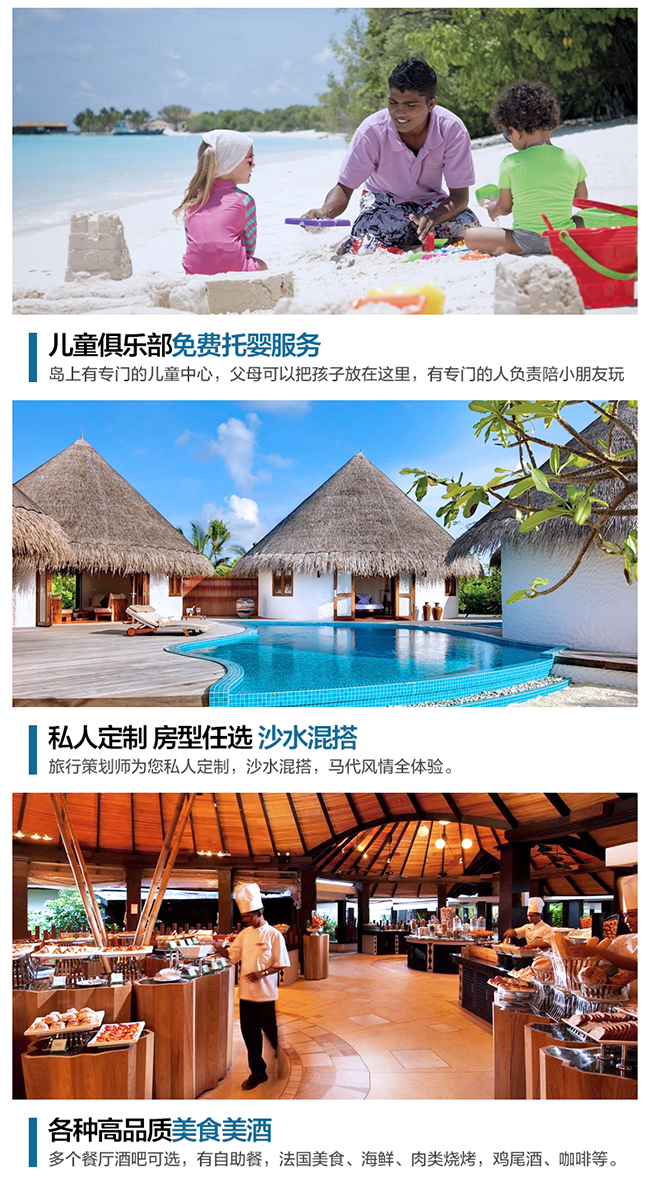 儿童俱乐部免费托婴服务
岛上有专门的儿童中心，父母可以把孩子放在这里，有专门的人负责陪小朋友玩
私人定制 房型任选 沙水混搭
旅行策划师为您私人定制，沙水混搭，马代风情全体验。
各种高品质美食美酒
多个餐厅酒吧可选，有自助餐，法国美食、海鲜、肉类烧烤，鸡尾酒、咖啡等。